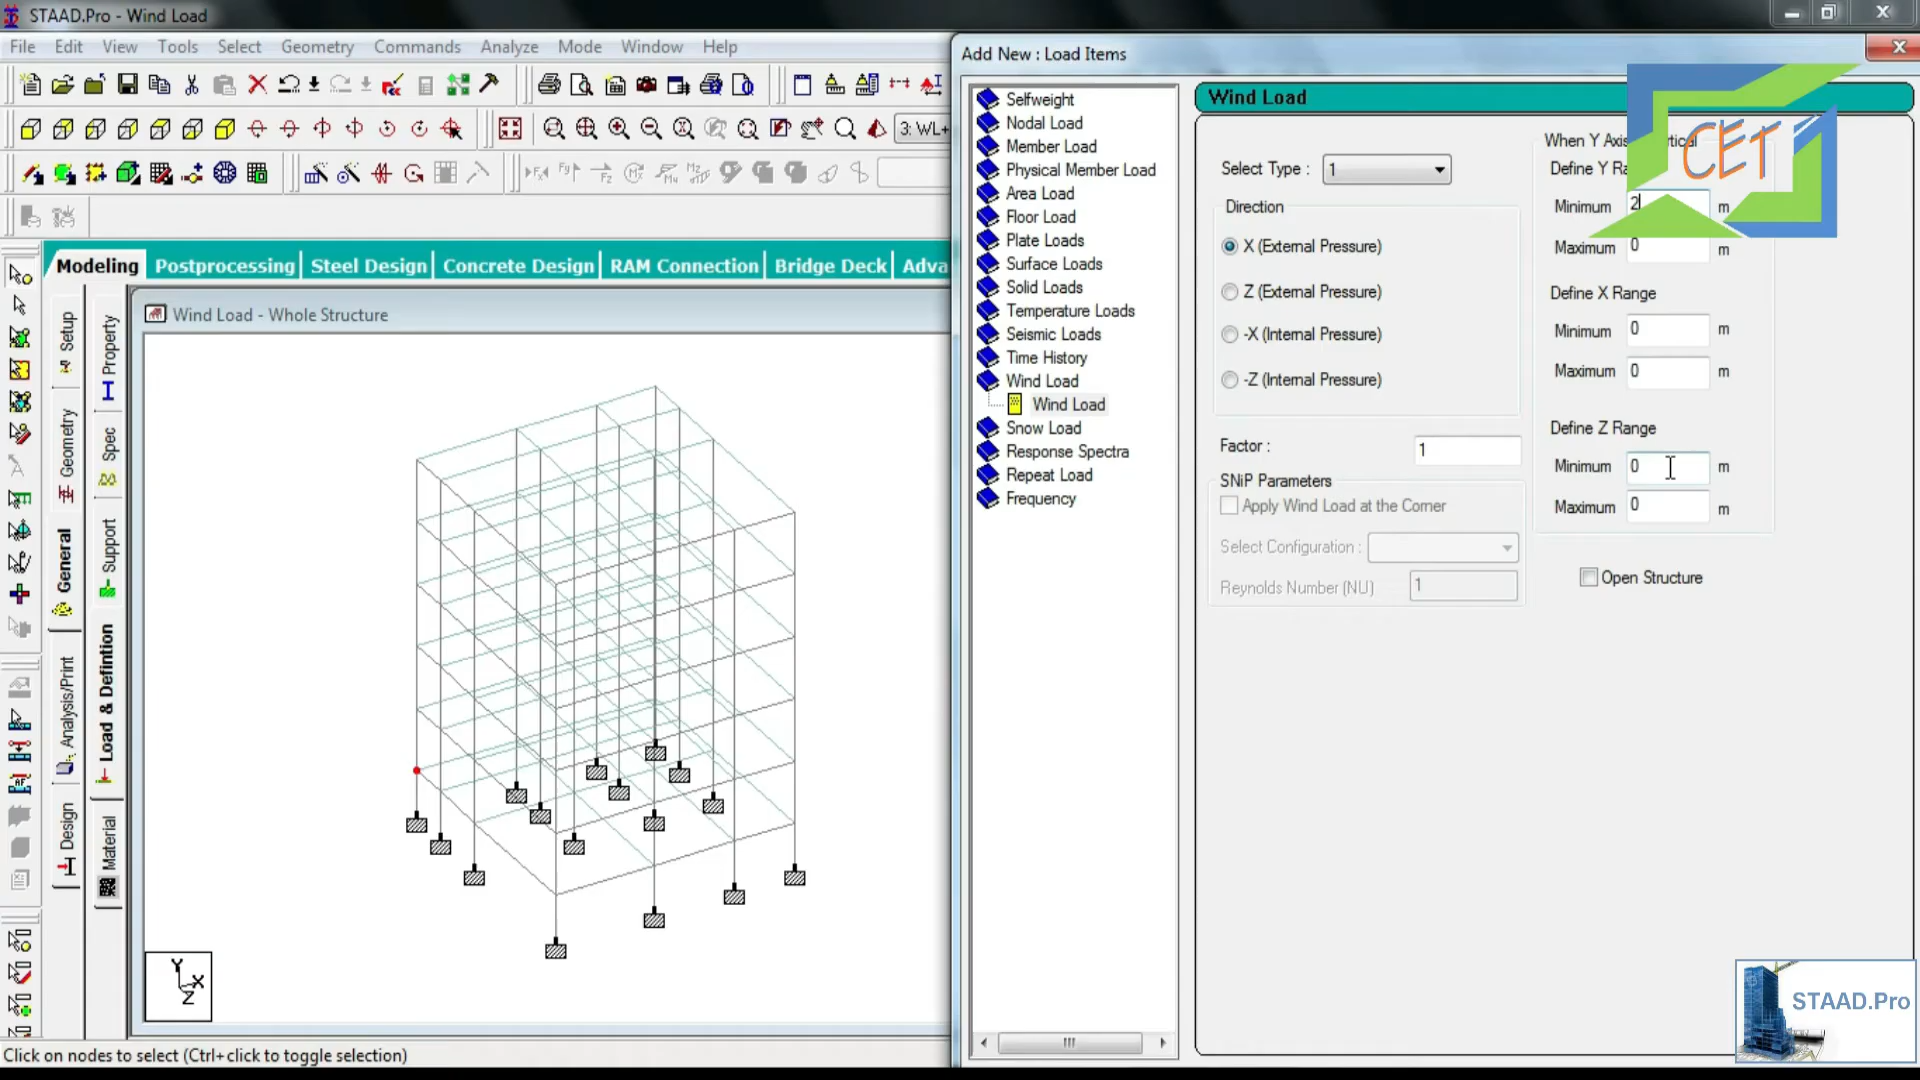 STAAD.Pro - Wind Load
File Edit View Tools Select Geometry Commands Analyze Mode Window Help
3: WL+
Modeling Postprocessing Steel Design Concrete Design RAM Connection Bridge Deck Adva
Wind Load - Whole Structure
Setup
Geometry
General
Analysis/Print
Design
Property
Spec
Support
Load & Definition
Material
Y
X
Z
Click on nodes to select (Ctrl+click to toggle selection)
Add New : Load Items
Selfweight
Nodal Load
Member Load
Physical Member Load
Area Load
Floor Load
Plate Loads
Surface Loads
Solid Loads
Temperature Loads
Seismic Loads
Time History
Wind Load
Wind Load
Snow Load
Response Spectra
Repeat Load
Frequency
Wind Load
Select Type : 1
Direction
X (External Pressure)
Z (External Pressure)
-X (Internal Pressure)
-Z (Internal Pressure)
Factor : 1
SNiP Parameters
Apply Wind Load at the Corner
Select Configuration :
Reynolds Number (NU) 1
When Y Axis
Define Y
Minimum 2 m
Maximum 0 m
Define X Range
Minimum 0 m
Maximum 0 m
Define Z Range
Minimum 0 m
Maximum 0 m
Open Structure
CET
STAAD.Pro